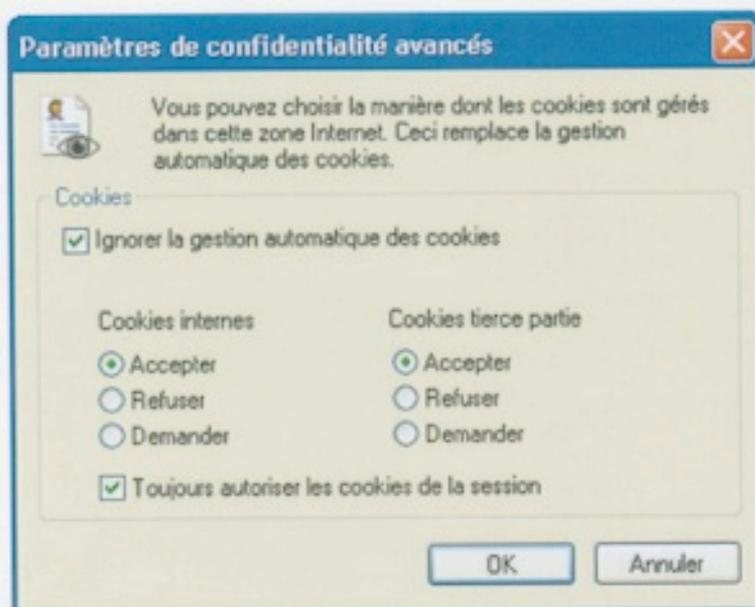 Paramètres de confidentialité avancés
Vous pouvez choisir la manière dont les cookies sont gérés
dans cette zone Internet. Ceci remplace la gestion
automatique des cookies.
Cookies
Ignorer la gestion automatique des cookies
Cookies internes Cookies tierce partie
Accepter Accepter
Refuser Refuser
Demander Demander
Toujours autoriser les cookies de la session
OK Annuler